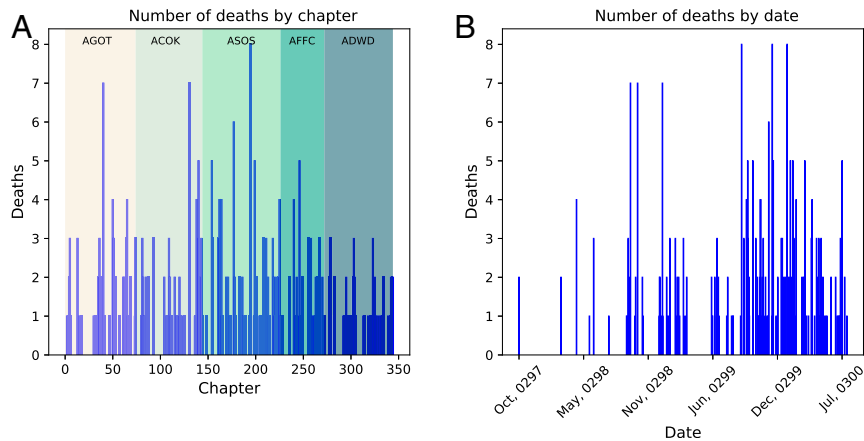 A
Number of deaths by chapter
AGOT ACOK ASOS AFFC ADWD
8
7
6
5
4
3
2
1
0
Deaths
0 50 100 150 200 250 300 350
Chapter
B
Number of deaths by date
8
7
6
5
4
3
2
1
0
Deaths
Oct, 0297 May, 0298 Nov, 0298 Jun, 0299 Dec, 0299 Jul, 0300
Date